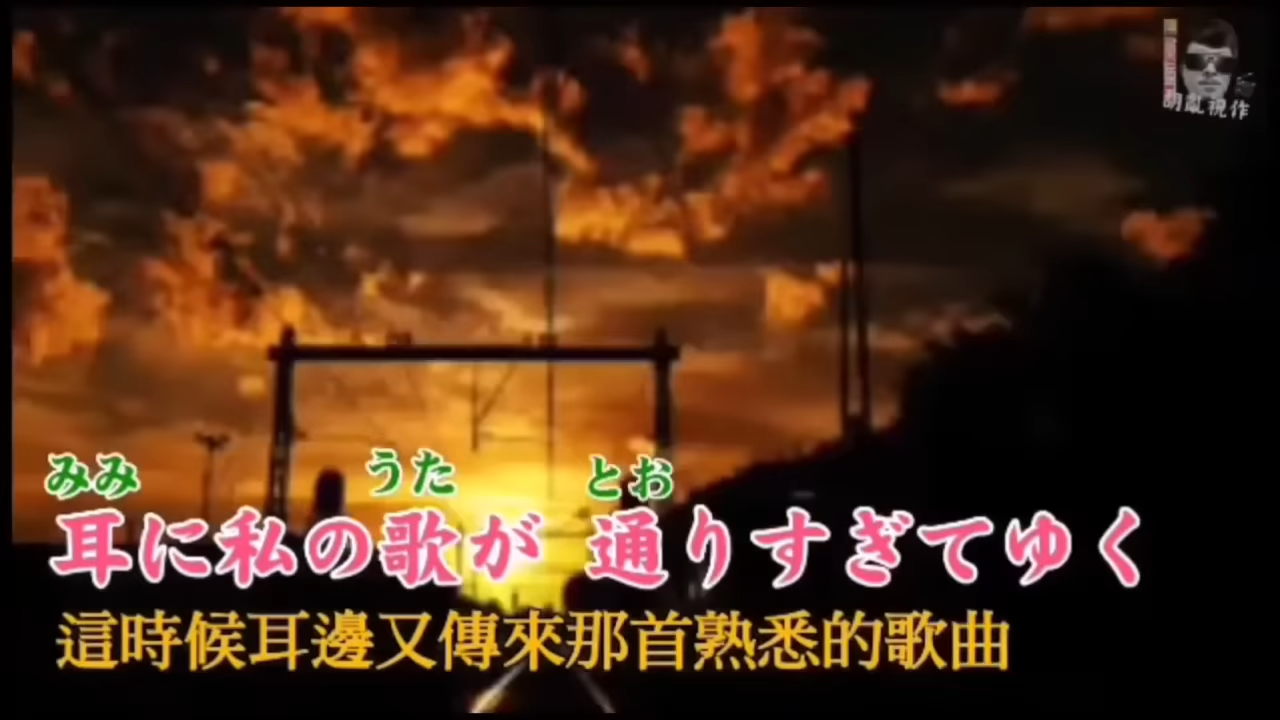 胡亂視作
みみ うた とお
耳に私の歌が 通りすぎてゆく
這時候耳邊又傳來那首熟悉的歌曲